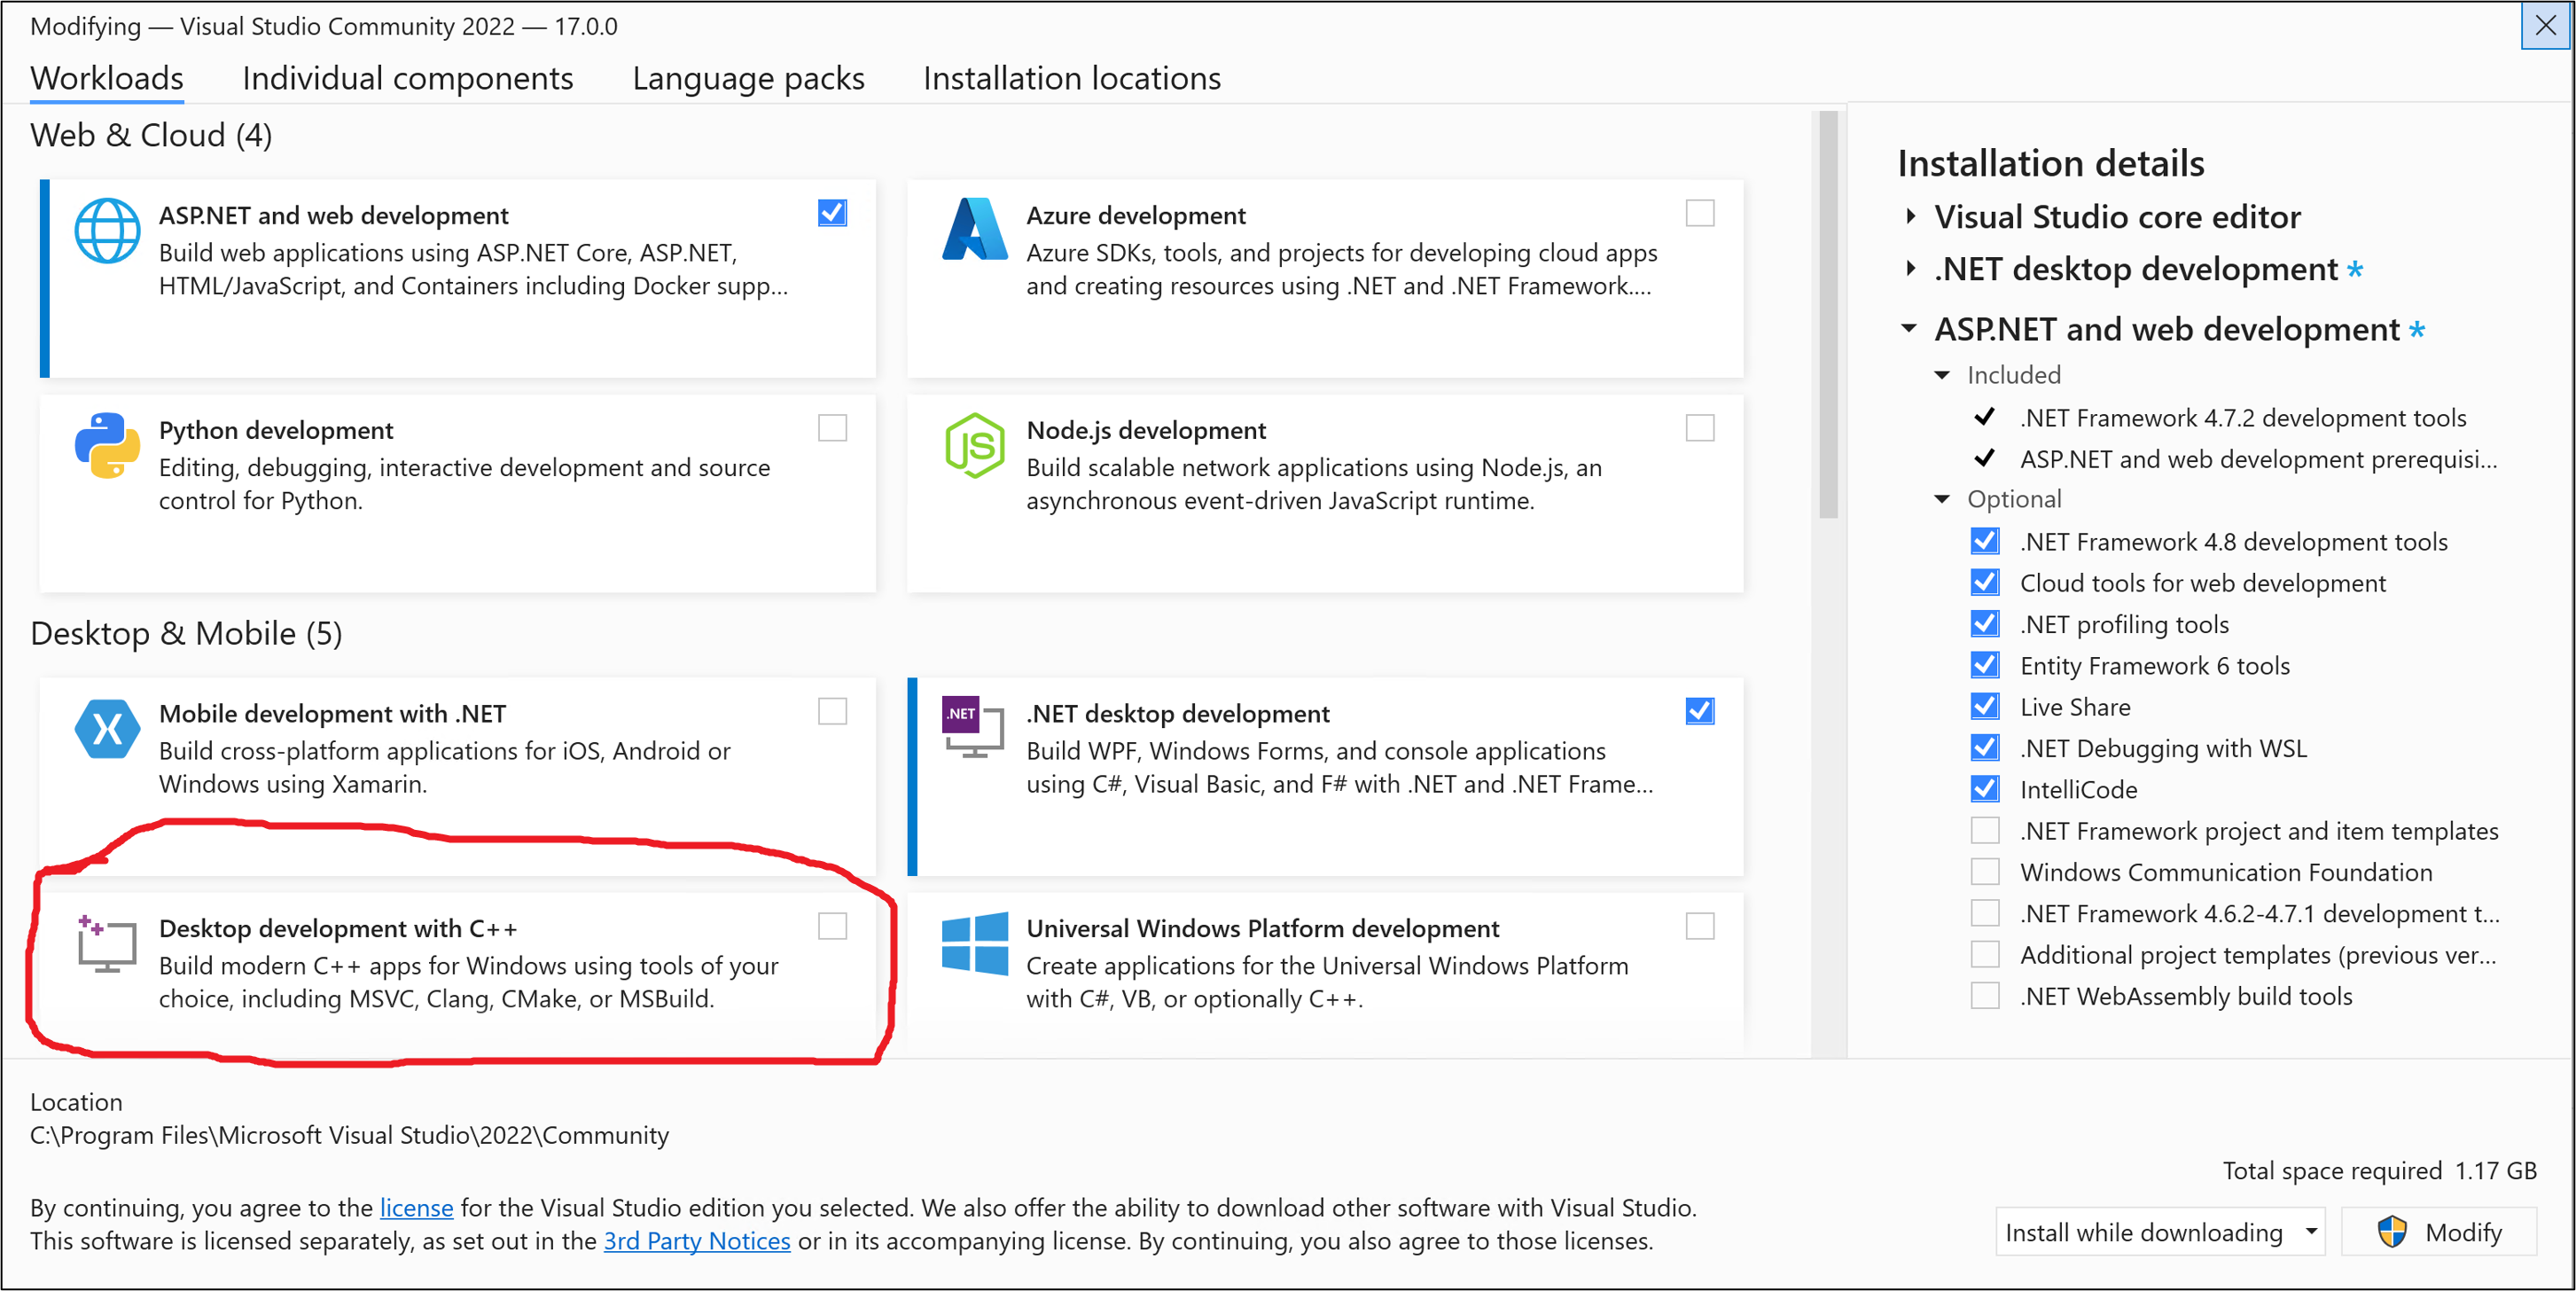 Modifying — Visual Studio Community 2022 — 17.0.0
Workloads
Individual components
Language packs
Installation locations
Web & Cloud (4)
ASP.NET and web development
Build web applications using ASP.NET Core, ASP.NET,
HTML/JavaScript, and Containers including Docker supp...
Azure development
Azure SDKs, tools, and projects for developing cloud apps
and creating resources using .NET and .NET Framework....
Python development
Editing, debugging, interactive development and source
control for Python.
JS
Node.js development
Build scalable network applications using Node.js, an
asynchronous event-driven JavaScript runtime.
Desktop & Mobile (5)
Mobile development with .NET
Build cross-platform applications for iOS, Android or
Windows using Xamarin.
.NET
.NET desktop development
Build WPF, Windows Forms, and console applications
using C#, Visual Basic, and F# with .NET and .NET Frame...
Desktop development with C++
Build modern C++ apps for Windows using tools of your
choice, including MSVC, Clang, CMake, or MSBuild.
Universal Windows Platform development
Create applications for the Universal Windows Platform
with C#, VB, or optionally C++.
Installation details
Visual Studio core editor
.NET desktop development *
ASP.NET and web development *
Included
.NET Framework 4.7.2 development tools
ASP.NET and web development prerequisi...
Optional
.NET Framework 4.8 development tools
Cloud tools for web development
.NET profiling tools
Entity Framework 6 tools
Live Share
.NET Debugging with WSL
IntelliCode
.NET Framework project and item templates
Windows Communication Foundation
.NET Framework 4.6.2-4.7.1 development t...
Additional project templates (previous ver...
.NET WebAssembly build tools
Location
C:\Program Files\Microsoft Visual Studio\2022\Community
By continuing, you agree to the license for the Visual Studio edition you selected. We also offer the ability to download other software with Visual Studio.
This software is licensed separately, as set out in the 3rd Party Notices or in its accompanying license. By continuing, you also agree to those licenses.
Total space required 1.17 GB
Install while downloading
Modify